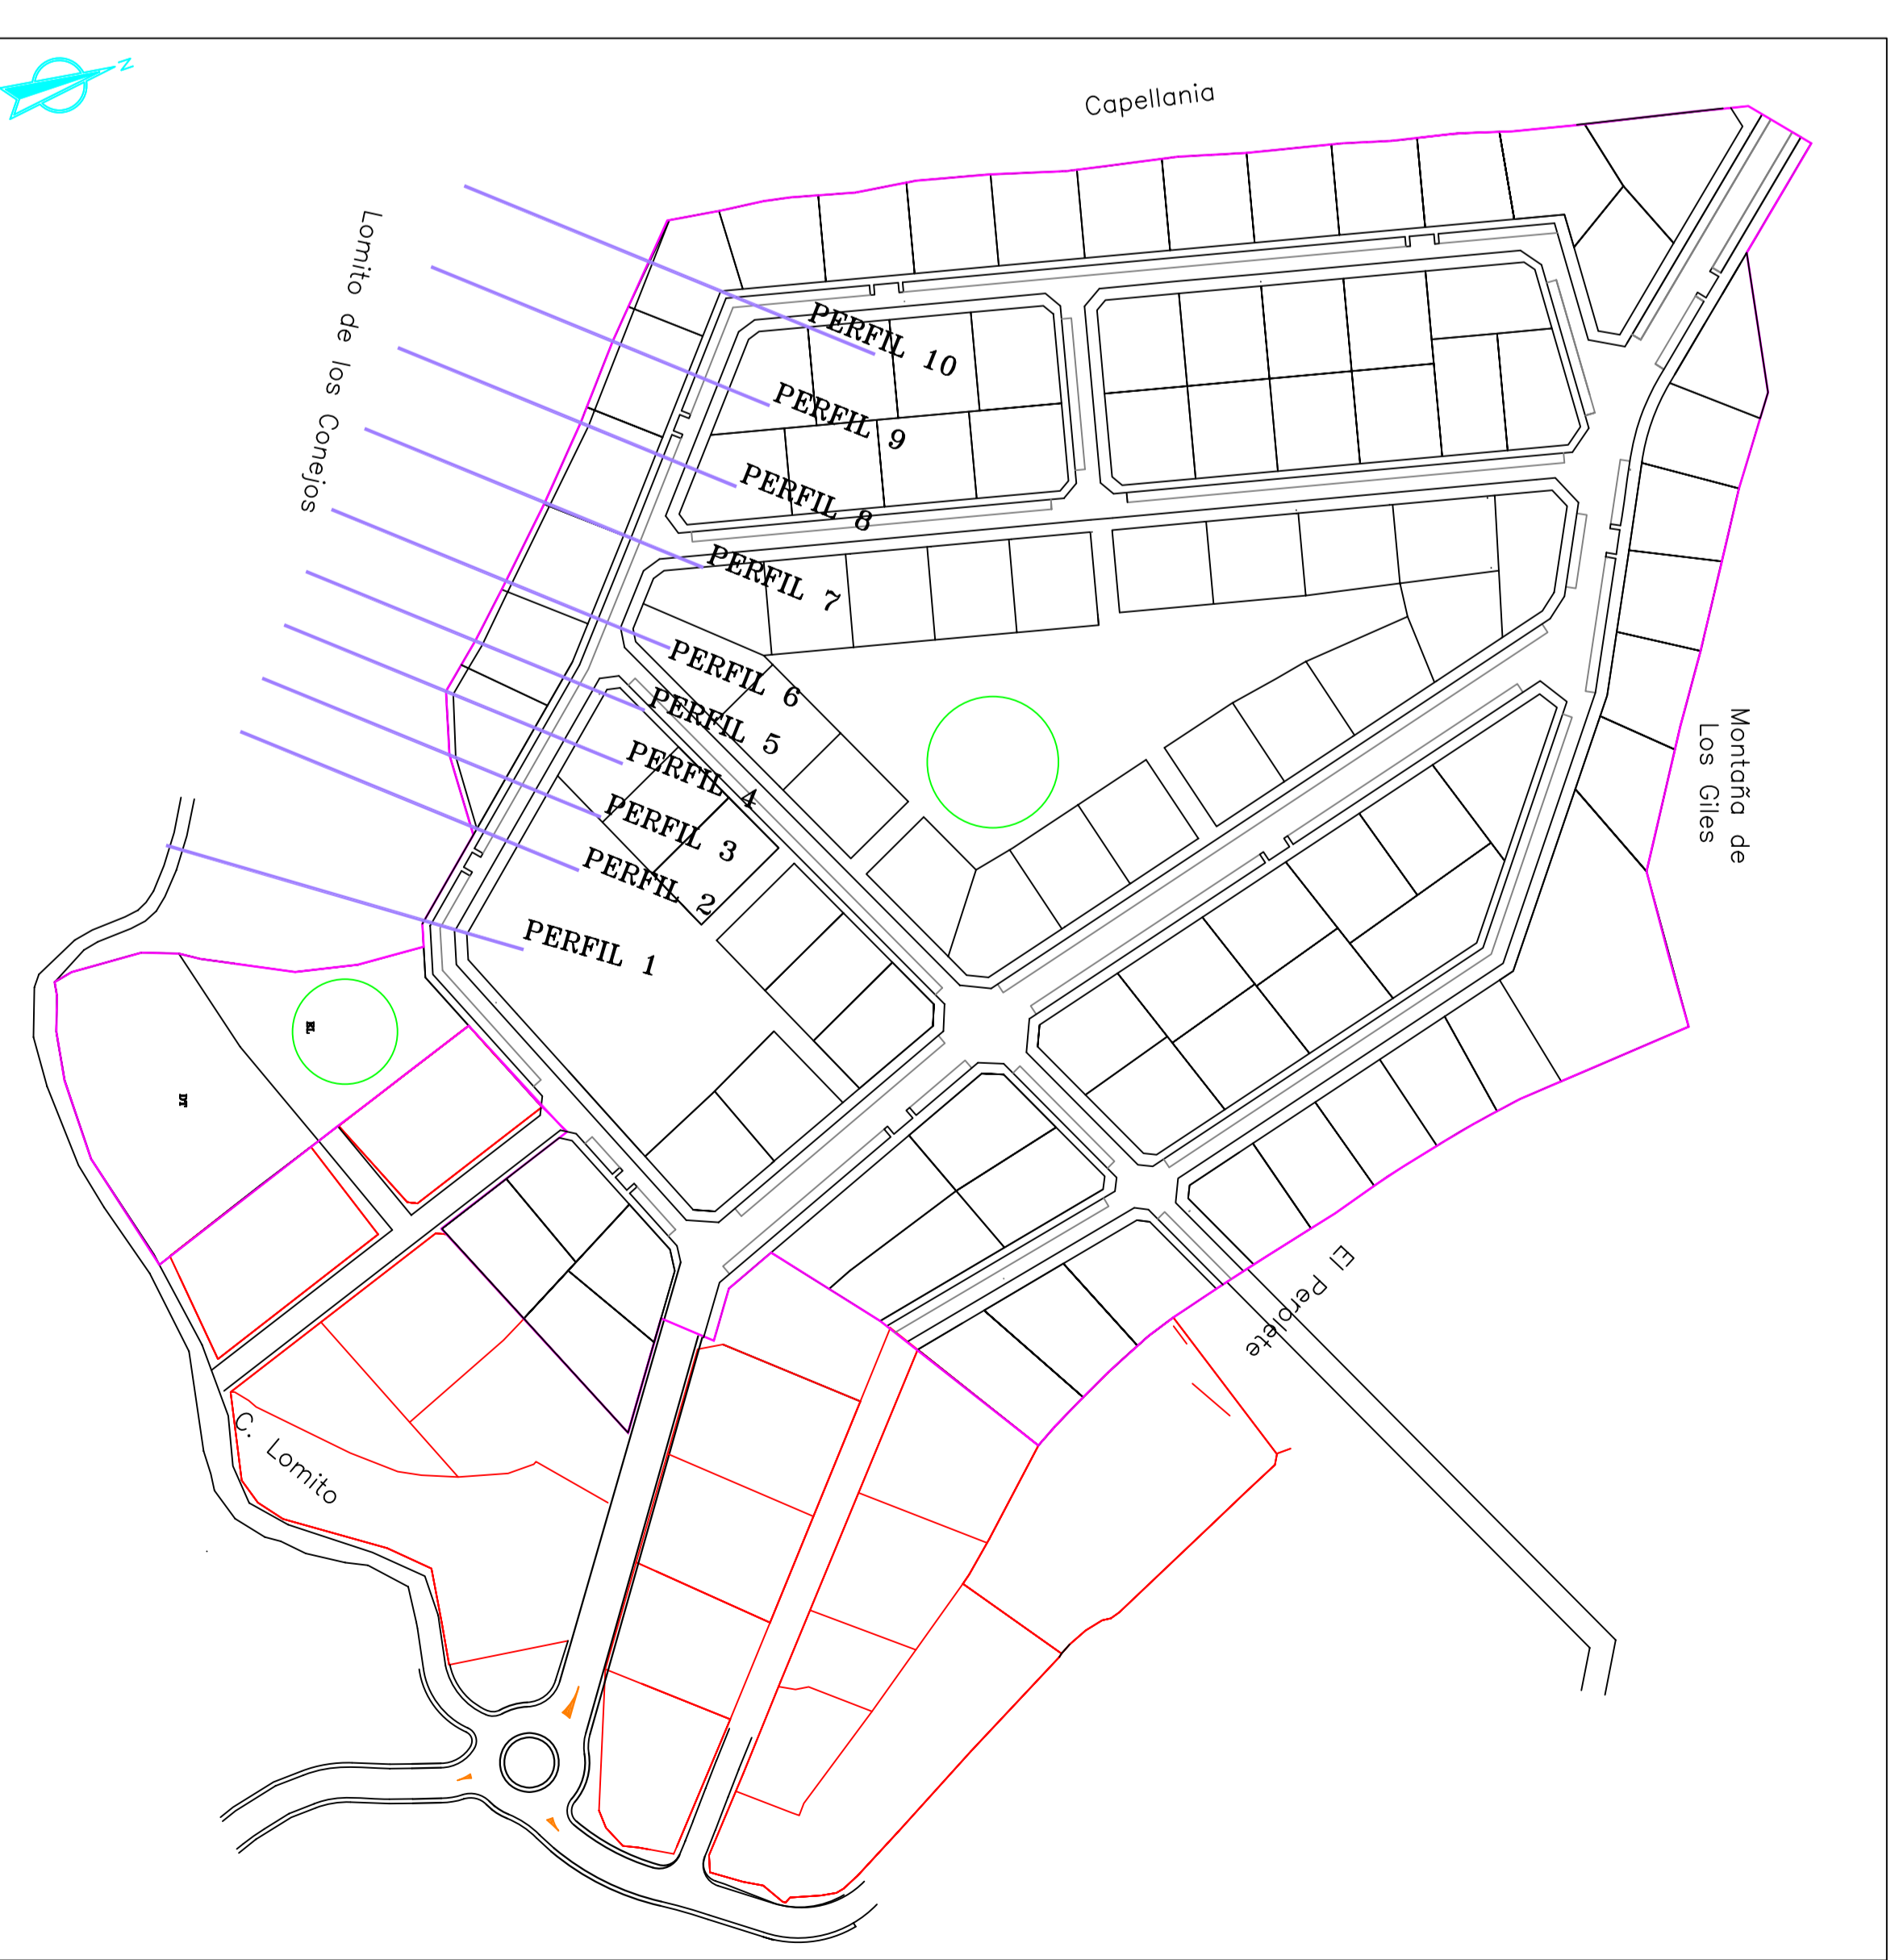 N
Capellania
Lomito de los Conejos
PERFIL 10
PERFIL 9
PERFIL 8
PERFIL 7
PERFIL 6
PERFIL 5
PERFIL 4
PERFIL 3
PERFIL 2
PERFIL 1
Montaña de
Los Giles
El Perplete
C. Lomito